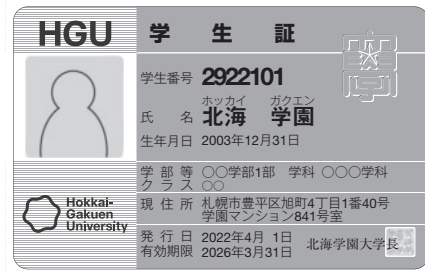 HGU 学生証
学生番号 2922101
ホッカイ ガクエン
氏名 北海 学園
生年月日 2003年12月31日
学部等 〇〇学部1部 学科 〇〇〇学科
クラス 〇〇
現住所 札幌市豊平区旭町4丁目1番40号
学園マンション841号室
Hokkai-
Gakuen
University
発行日 2022年4月 1日
有効期限 2026年3月31日
北海学園大学長